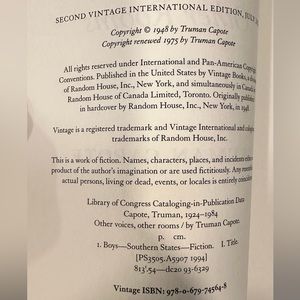 SECOND VINTAGE INTERNATIONAL EDITION, JULY
Copyright © 1948 by Truman Capote
Copyright renewed 1975 by Truman Capote
All rights reserved under International and Pan-American Copyright
Conventions. Published in the United States by Vintage Books, a
of Random House, Inc., New York, and simultaneously in Canada
Random House of Canada Limited, Toronto. Originally published
in hardcover by Random House, Inc., New York, in 1948.
Vintage is a registered trademark and Vintage International and
trademarks of Random House, Inc.
This is a work of fiction. Names, characters, places, and incidents
product of the author's imagination or are used fictitiously. Any
actual persons, living or dead, events, or locales is entirely
Library of Congress Cataloging-in-Publication Data
Capote, Truman, 1924–1984
Other voices, other rooms / by Truman Capote.
p. cm.
1. Boys—Southern States—Fiction. I. Title.
[PS3505.A5907 1994]
813'.54—dc20 93-6329
Vintage ISBN: 978-0-679-74564-8